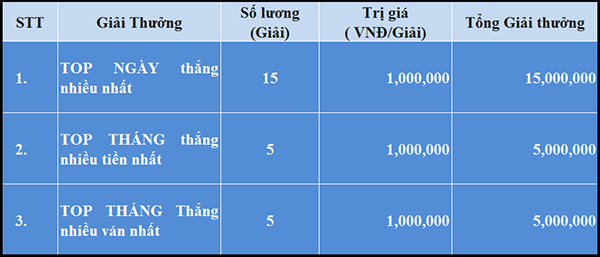 STT
Giải Thưởng
Số lương
(Giải)
Trị giá
( VNĐ/Giải)
Tổng Giải thưởng
1.
TOP NGÀY thắng
nhiều nhất
15
1,000,000
15,000,000
2.
TOP THÁNG thắng
nhiều tiền nhất
5
1,000,000
5,000,000
3.
TOP THÁNG Thắng
nhiều ván nhất
5
1,000,000
5,000,000